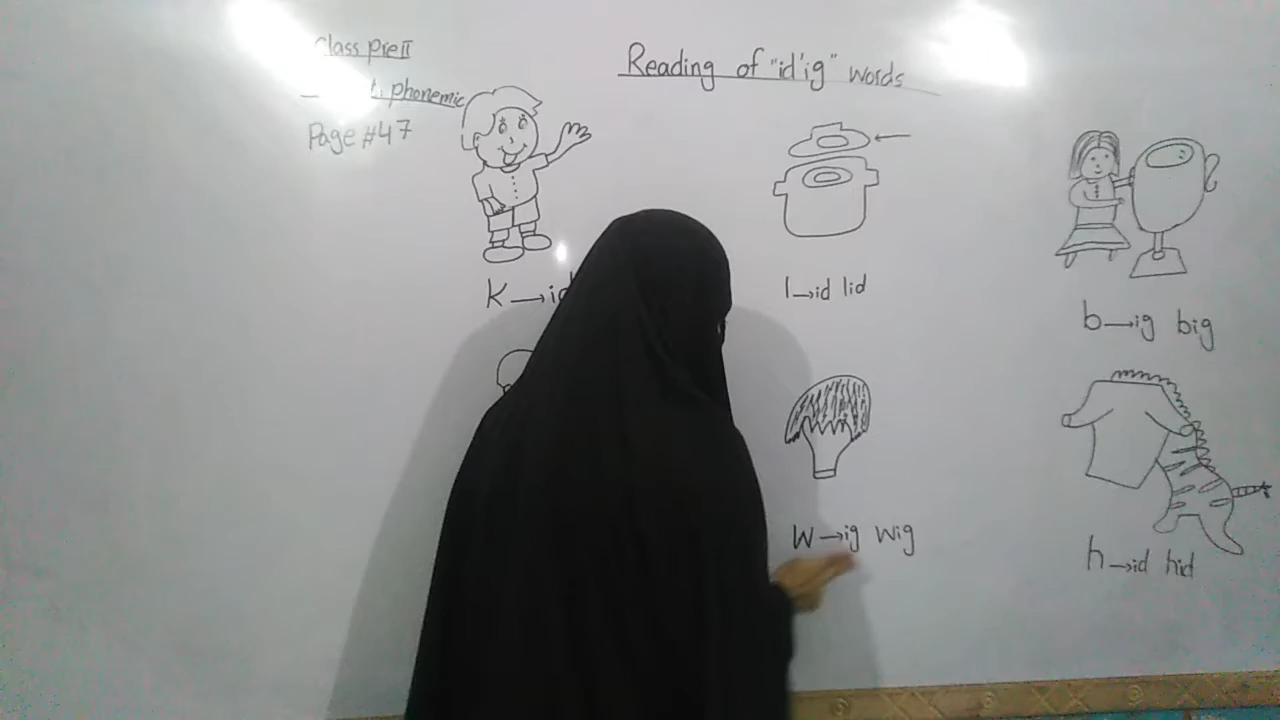 Class Pre II
phonemic
Page #47
Reading of "id'ig" words
K→id
l→id lid
b→ig big
W→ig wig
h→id hid